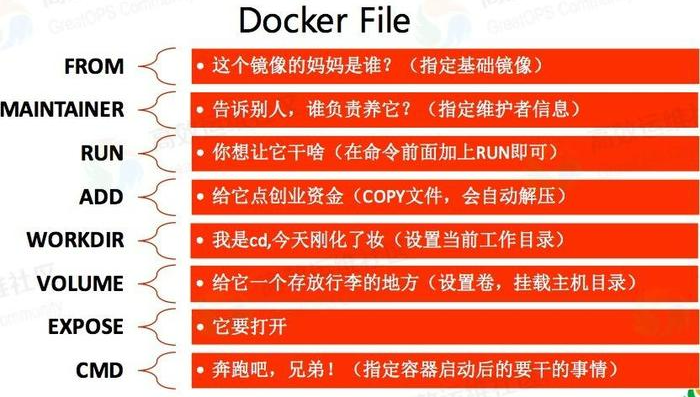 Docker File
FROM
• 这个镜像的妈妈是谁？（指定基础镜像）
MAINTAINER
• 告诉别人，谁负责养它？（指定维护者信息）
RUN
• 你想让它干啥（在命令前面加上RUN即可）
ADD
• 给它点创业资金（COPY文件，会自动解压）
WORKDIR
• 我是cd,今天刚化了妆（设置当前工作目录）
VOLUME
• 给它一个存放行李的地方（设置卷，挂载主机目录）
EXPOSE
• 它要打开
CMD
• 奔跑吧，兄弟！（指定容器启动后的要干的事情）